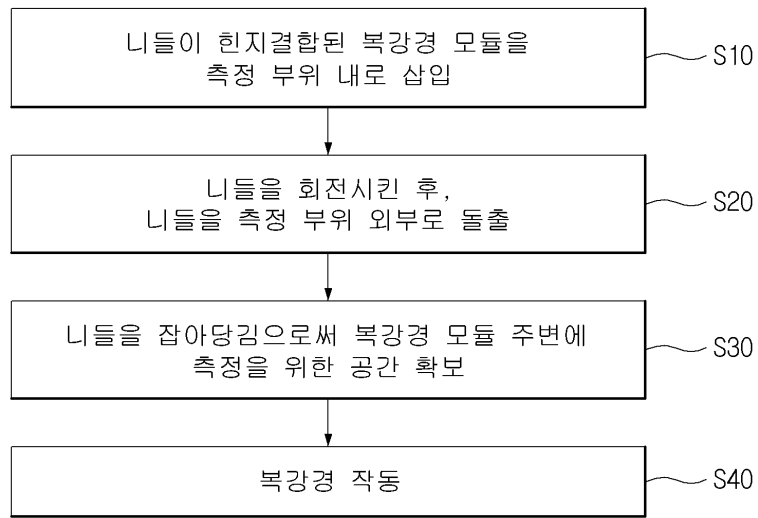 니들이 힌지결합된 복강경 모듈을
측정 부위 내로 삽입
S10
니들을 회전시킨 후,
니들을 측정 부위 외부로 돌출
S20
니들을 잡아당김으로써 복강경 모듈 주변에
측정을 위한 공간 확보
S30
복강경 작동
S40